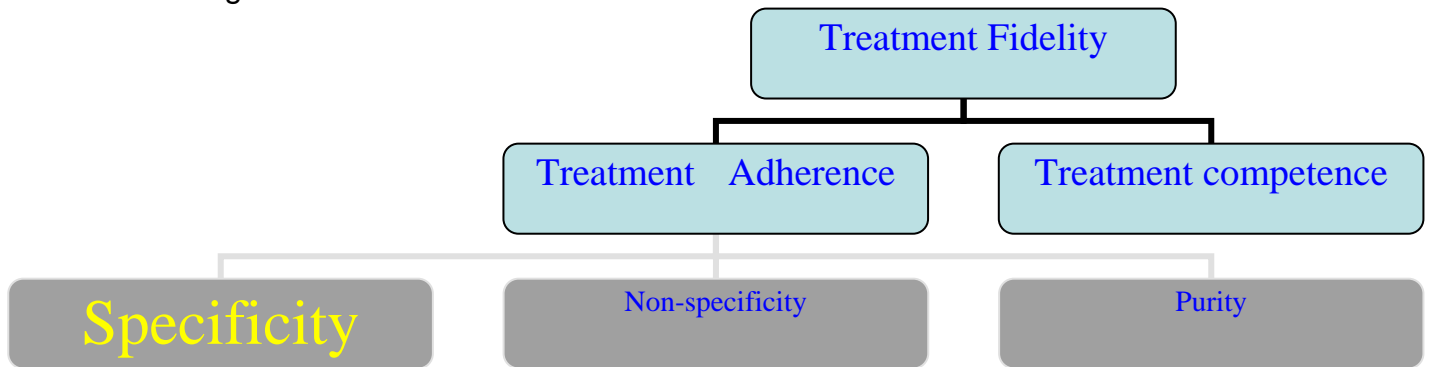 Treatment Fidelity
Treatment Adherence
Treatment competence
Specificity
Non-specificity
Purity